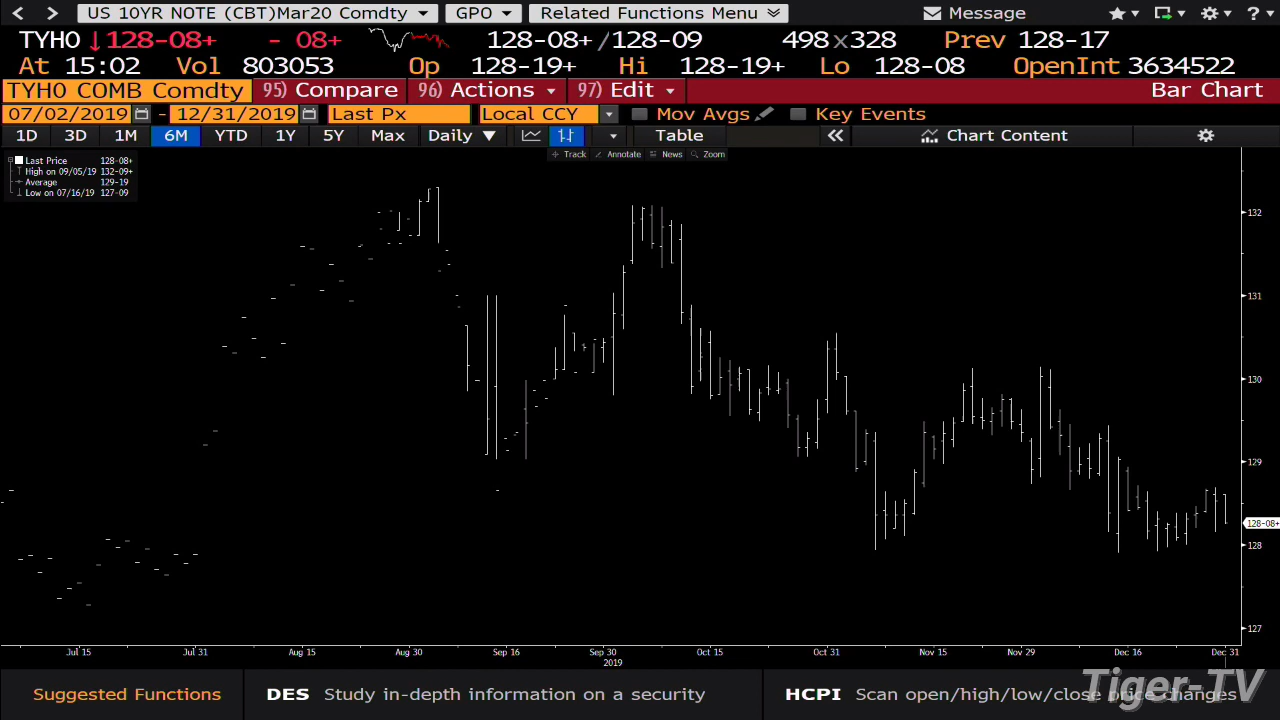 US 10YR NOTE (CBT)Mar20 Comdty GPO Related Functions Menu Message ?
TYH0 ↓128-08+ - 08+ 128-08+/128-09 498x328 Prev 128-17
At 15:02 Vol 803053 Op 128-19+ Hi 128-19+ Lo 128-08 OpenInt 3634522
TYH0 COMB Comdty 95) Compare 96) Actions 97) Edit Bar Chart
07/02/2019 - 12/31/2019 Last Px Local CCY Mov Avgs Key Events
1D 3D 1M 6M YTD 1Y 5Y Max Daily ▼ Table « Chart Content
Track Annotate News Zoom
Last Price 128-08+
High on 09/05/19 132-09+
Average 129-19
Low on 07/16/19 127-09
132
131
130
129
128-08+
128
127
Jul 15 Jul 31 Aug 15 Aug 30 Sep 16 Sep 30 Oct 15 Oct 31 Nov 15 Nov 29 Dec 16 Dec 31
2019
Suggested Functions DES Study in-depth information on a security HCPI Scan open/high/low/close price changes
Tiger-TV